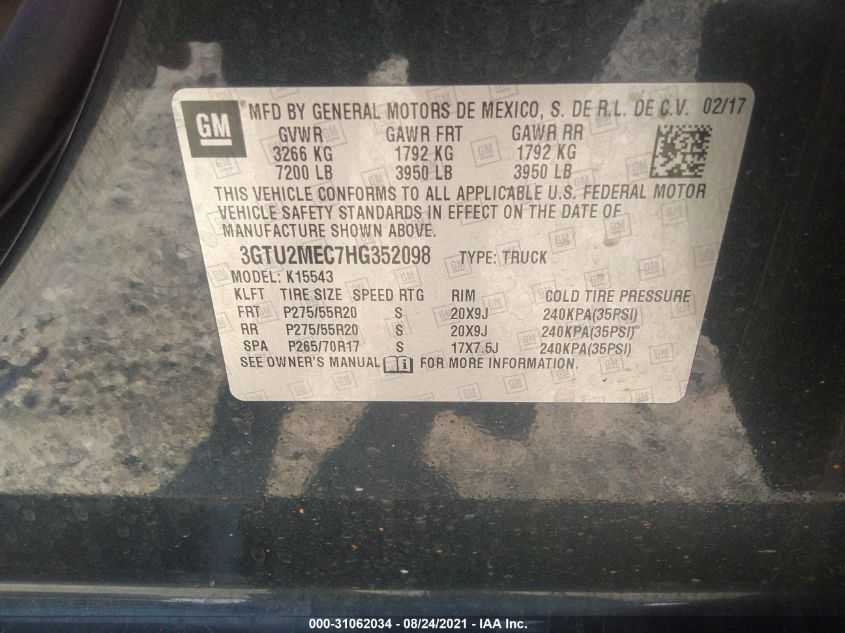 GM ® MFD BY GENERAL MOTORS DE MEXICO, S. DE R.L. DE C.V. 02/17
GVWR GAWR FRT GAWR RR
3266 KG 1792 KG 1792 KG
7200 LB 3950 LB 3950 LB
THIS VEHICLE CONFORMS TO ALL APPLICABLE U.S. FEDERAL MOTOR
VEHICLE SAFETY STANDARDS IN EFFECT ON THE DATE OF
MANUFACTURE SHOWN ABOVE.
3GTU2MEC7HG352098 TYPE: TRUCK
MODEL: K15543
KLFT TIRE SIZE SPEED RTG RIM COLD TIRE PRESSURE
FRT P275/55R20 S 20X9J 240KPA(35PSI)
RR P275/55R20 S 20X9J 240KPA(35PSI)
SPA P265/70R17 S 17X7.5J 240KPA(35PSI)
SEE OWNER'S MANUAL FOR MORE INFORMATION.
000-31062034 - 08/24/2021 - IAA Inc.